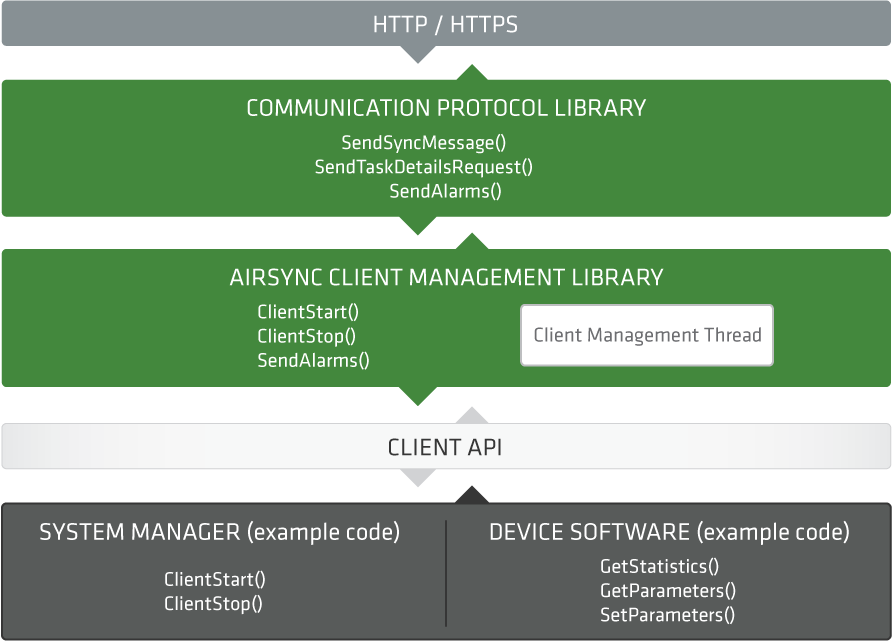 HTTP / HTTPS
COMMUNICATION PROTOCOL LIBRARY
SendSyncMessage()
SendTaskDetailsRequest()
SendAlarms()
AIRSYNC CLIENT MANAGEMENT LIBRARY
ClientStart()
ClientStop()
SendAlarms()
Client Management Thread
CLIENT API
SYSTEM MANAGER (example code)
ClientStart()
ClientStop()
DEVICE SOFTWARE (example code)
GetStatistics()
GetParameters()
SetParameters()